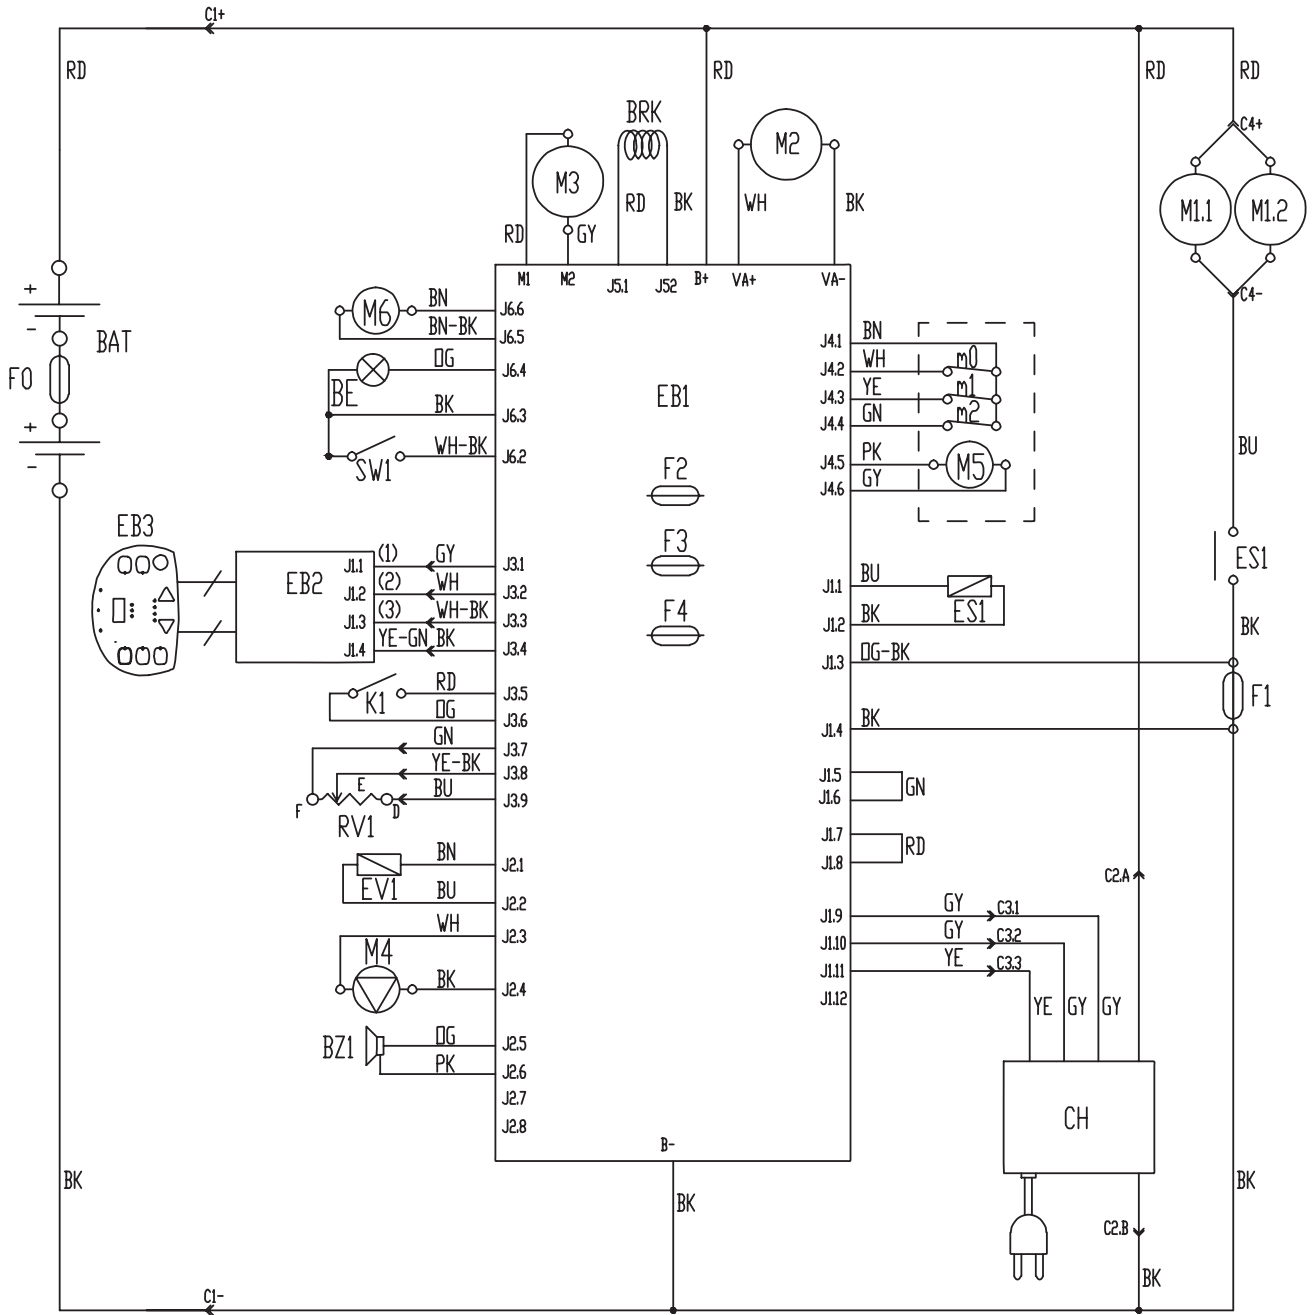 C1+
RD
RD
RD
RD
C4+
BRK
M2
M3
M1.1
M1.2
RD
BK
WH
BK
RD
GY
C4-
M1
M2
J5.1
J52
B+
VA+
VA-
+
-
BAT
F0
+
-
M6
BN
J6.6
BN-BK
J6.5
OG
J6.4
BE
BK
J6.3
WH-BK
J6.2
SW1
EB1
F2
F3
F4
J4.1
BN
J4.2
WH
m0
J4.3
YE
m1
J4.4
GN
m2
J4.5
PK
M5
J4.6
GY
BU
ES1
BK
EB3
EB2
J1.1
(1)
GY
J3.1
J1.2
(2)
WH
J3.2
J1.3
(3)
WH-BK
J3.3
J1.4
YE-GN
BK
J3.4
J1.1
BU
J1.2
BK
ES1
J1.3
OG-BK
F1
J1.4
BK
K1
RD
J3.5
OG
J3.6
GN
J3.7
YE-BK
J3.8
E
BU
J3.9
F
D
RV1
J1.5
J1.6
GN
J1.7
J1.8
RD
BN
J2.1
EV1
BU
J2.2
WH
J2.3
M4
BK
J2.4
BZ1
OG
J2.5
PK
J2.6
J2.7
J2.8
C2.A
J1.9
GY
C3.1
J1.10
GY
C3.2
J1.11
YE
C3.3
J1.12
YE
GY
GY
CH
B-
BK
BK
BK
C2.B
BK
C1-